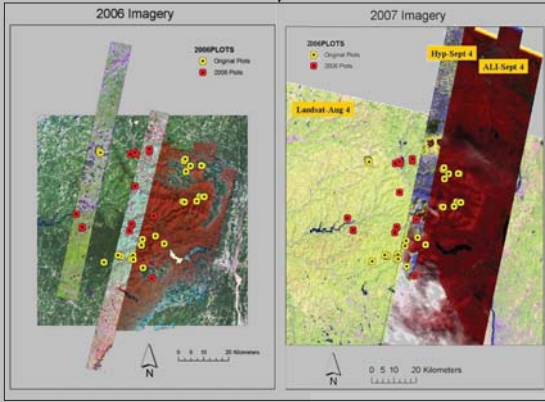 2006 Imagery
2006PLOTS
Original Plots
2006 Plots
N
0 5 10 20 Kilometers
2007 Imagery
2006PLOTS
Original Plots
2006 Plots
Hyp-Sept 4
ALI-Sept 4
Landsat-Aug 4
N
0 5 10 20 Kilometers